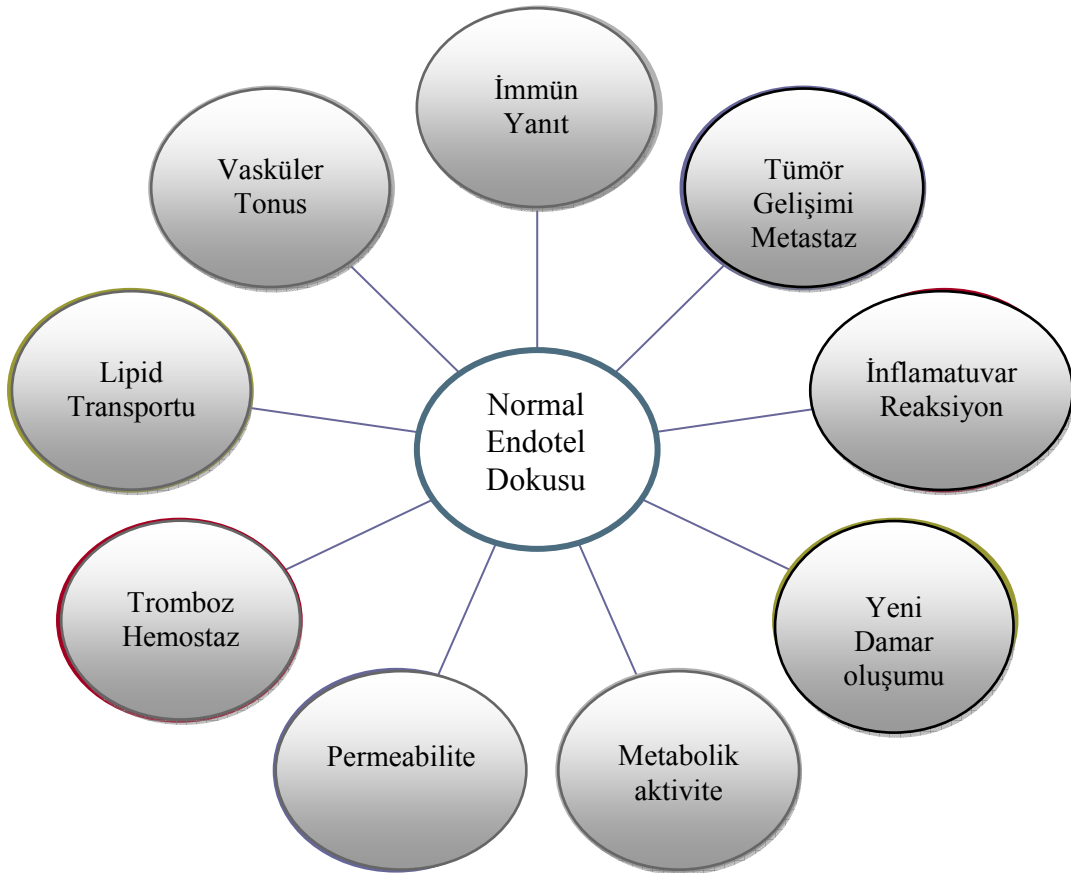 İmmün
Yanıt
Tümör
Gelişimi
Metastaz
İnflamatuvar
Reaksiyon
Yeni
Damar
oluşumu
Metabolik
aktivite
Permeabilite
Tromboz
Hemostaz
Lipid
Transportu
Vasküler
Tonus
Normal
Endotel
Dokusu